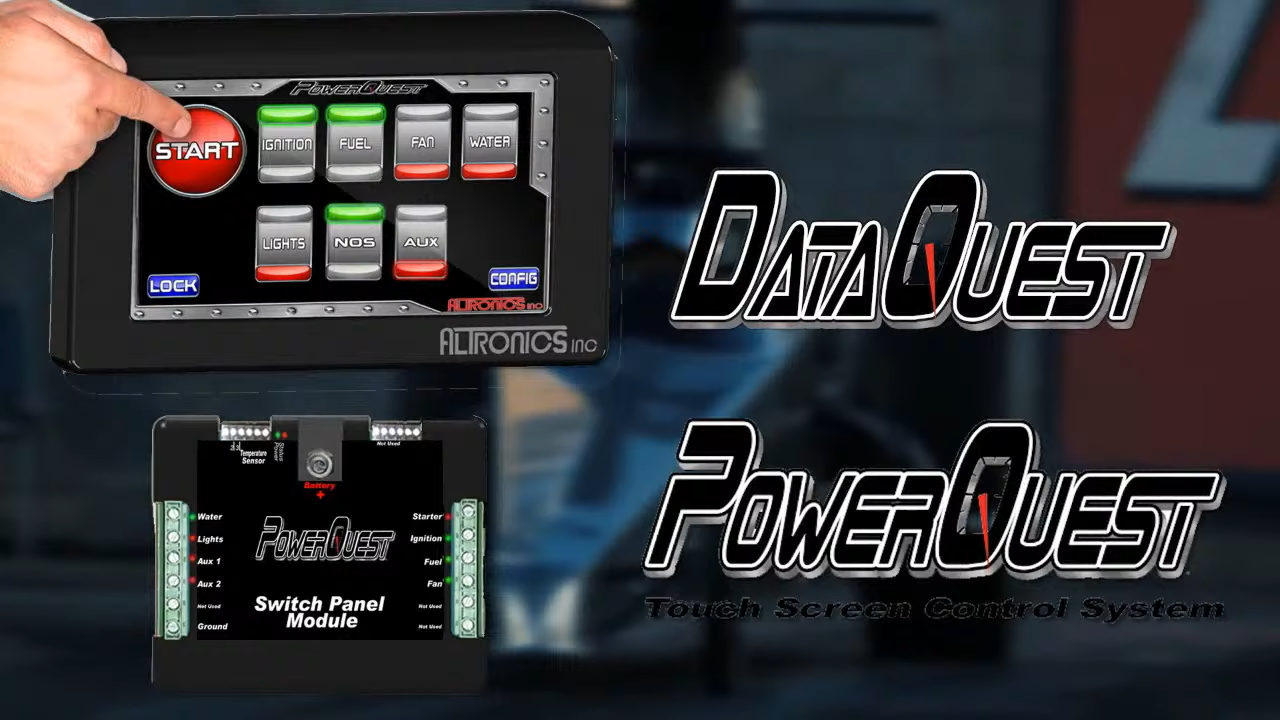 POWERQUEST
START
IGNITION
FUEL
FAN
WATER
LIGHTS
NOS
AUX
LOCK
CONFIG
ALTRONICS INC
ALTRONICS INC
DATAQUEST
POWERQUEST
Touch Screen Control System
Temperature
Sensor
Status
Power
Not Used
Battery
+
Water
Lights
Aux 1
Aux 2
Not Used
Ground
POWERQUEST
Switch Panel
Module
Starter
Ignition
Fuel
Fan
Not Used
Not Used